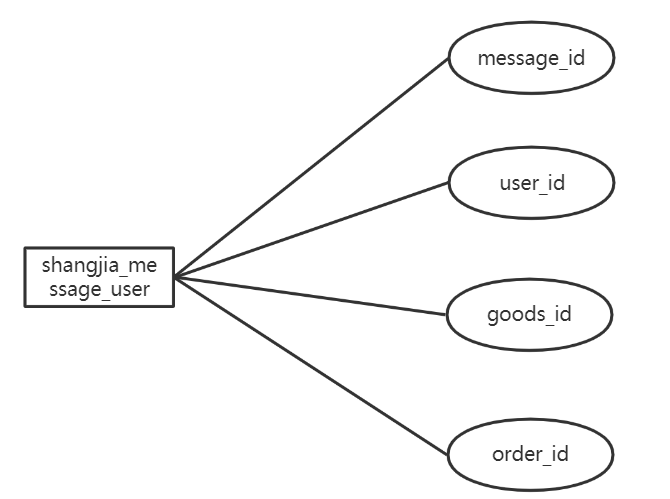 message_id
user_id
shangjia_me
ssage_user
goods_id
order_id